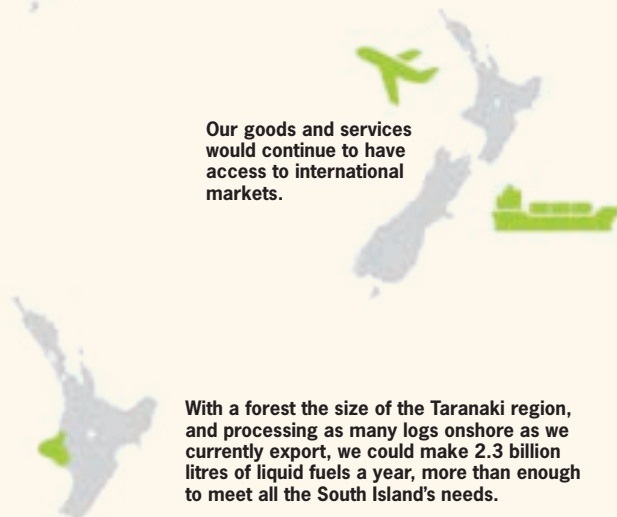 Our goods and services
would continue to have
access to international
markets.
With a forest the size of the Taranaki region,
and processing as many logs onshore as we
currently export, we could make 2.3 billion
litres of liquid fuels a year, more than enough
to meet all the South Island's needs.